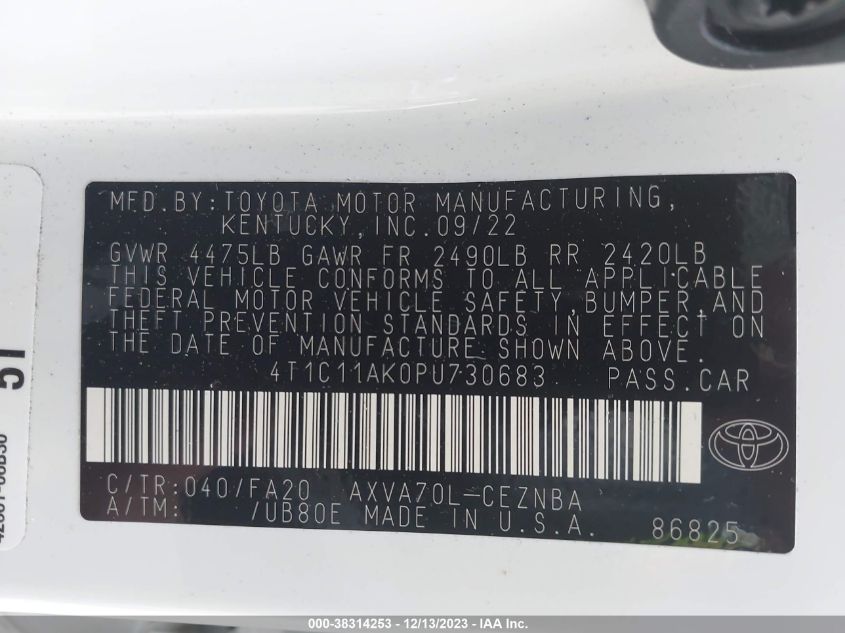 MFD.BY:TOYOTA MOTOR MANUFACTURING,
KENTUCKY, INC. 09/22
GVWR 4475LB GAWR FR 2490LB RR 2420LB
THIS VEHICLE CONFORMS TO ALL APPLICABLE
FEDERAL MOTOR VEHICLE SAFETY, BUMPER, AND
THEFT PREVENTION STANDARDS IN EFFECT ON
THE DATE OF MANUFACTURE SHOWN ABOVE.
4T1C11AK0PU730683 PASS.CAR
C/TR:040/FA20 AXVA70L-CEZNBA
A/TM: /UB80E MADE IN U.S.A. 86825
000-38314253 - 12/13/2023 - IAA Inc.